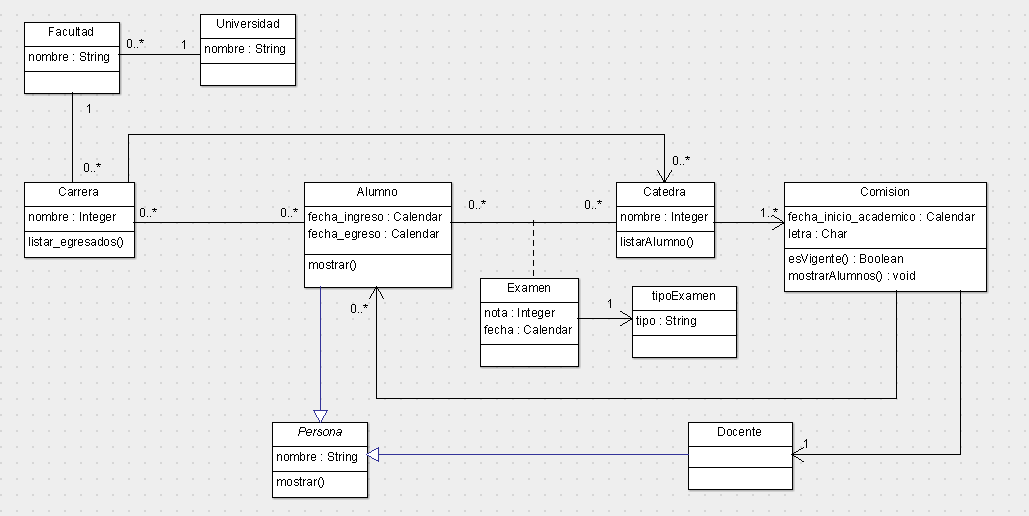 Facultad
nombre : String
0..*
1
Universidad
nombre : String
1
0..*
0..*
Carrera
nombre : Integer
listar_egresados()
0..*
0..*
Alumno
fecha_ingreso : Calendar
fecha_egreso : Calendar
mostrar()
0..*
0..*
Catedra
nombre : Integer
listarAlumno()
1..*
Comision
fecha_inicio_academico : Calendar
letra : Char
esVigente() : Boolean
mostrarAlumnos() : void
0..*
Examen
nota : Integer
fecha : Calendar
1
tipoExamen
tipo : String
Persona
nombre : String
mostrar()
Docente
1